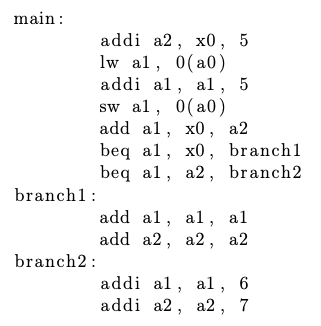 main:
addi a2, x0, 5
lw a1, 0(a0)
addi a1, a1, 5
sw a1, 0(a0)
add a1, x0, a2
beq a1, x0, branch1
beq a1, a2, branch2
branch1:
add a1, a1, a1
add a2, a2, a2
branch2:
addi a1, a1, 6
addi a2, a2, 7